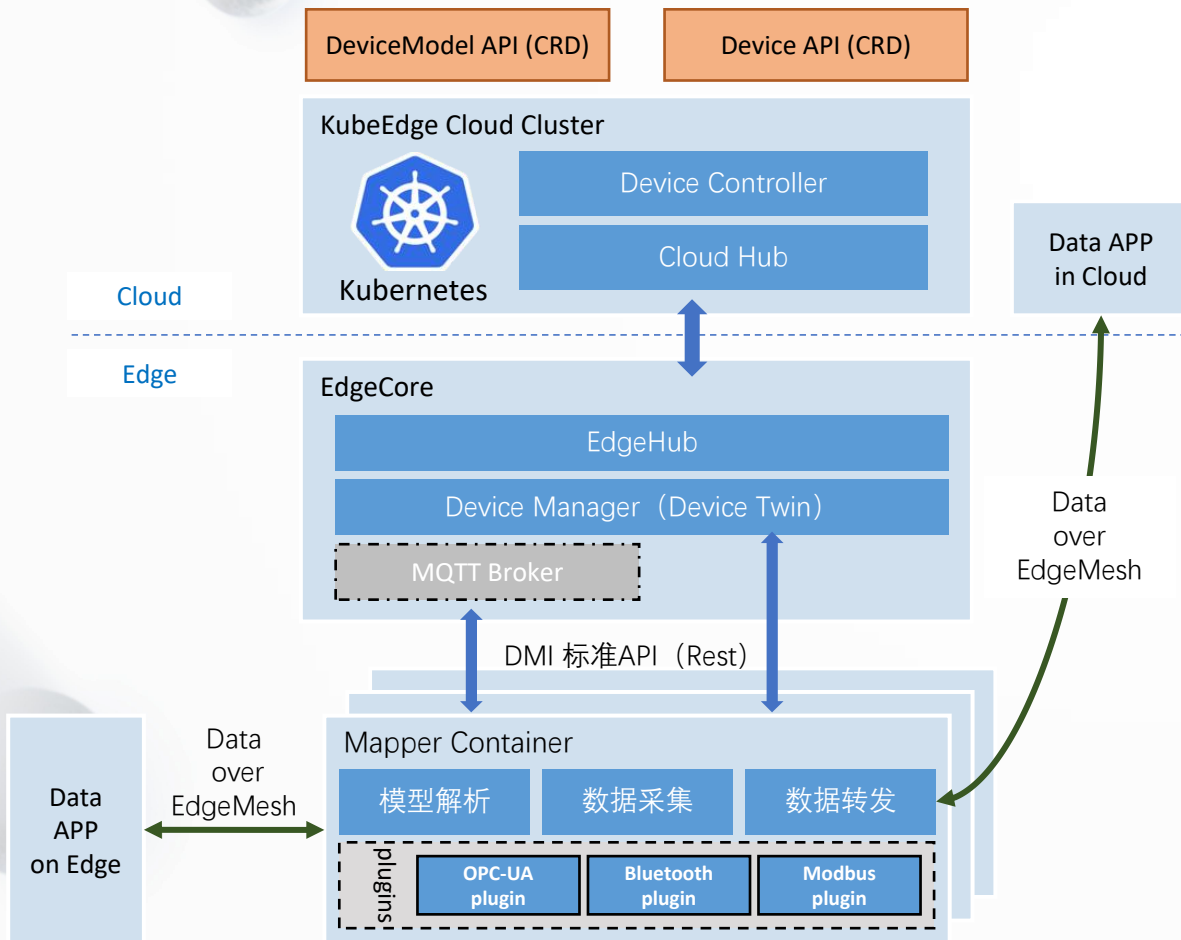 DeviceModel API (CRD)
Device API (CRD)
KubeEdge Cloud Cluster
Device Controller
Cloud Hub
Kubernetes
Data APP
in Cloud
Cloud
Edge
EdgeCore
EdgeHub
Device Manager（Device Twin）
MQTT Broker
Data
over
EdgeMesh
DMI 标准API（Rest）
Mapper Container
模型解析
数据采集
数据转发
Data
over
EdgeMesh
Data
APP
on Edge
plugins
OPC-UA
plugin
Bluetooth
plugin
Modbus
plugin